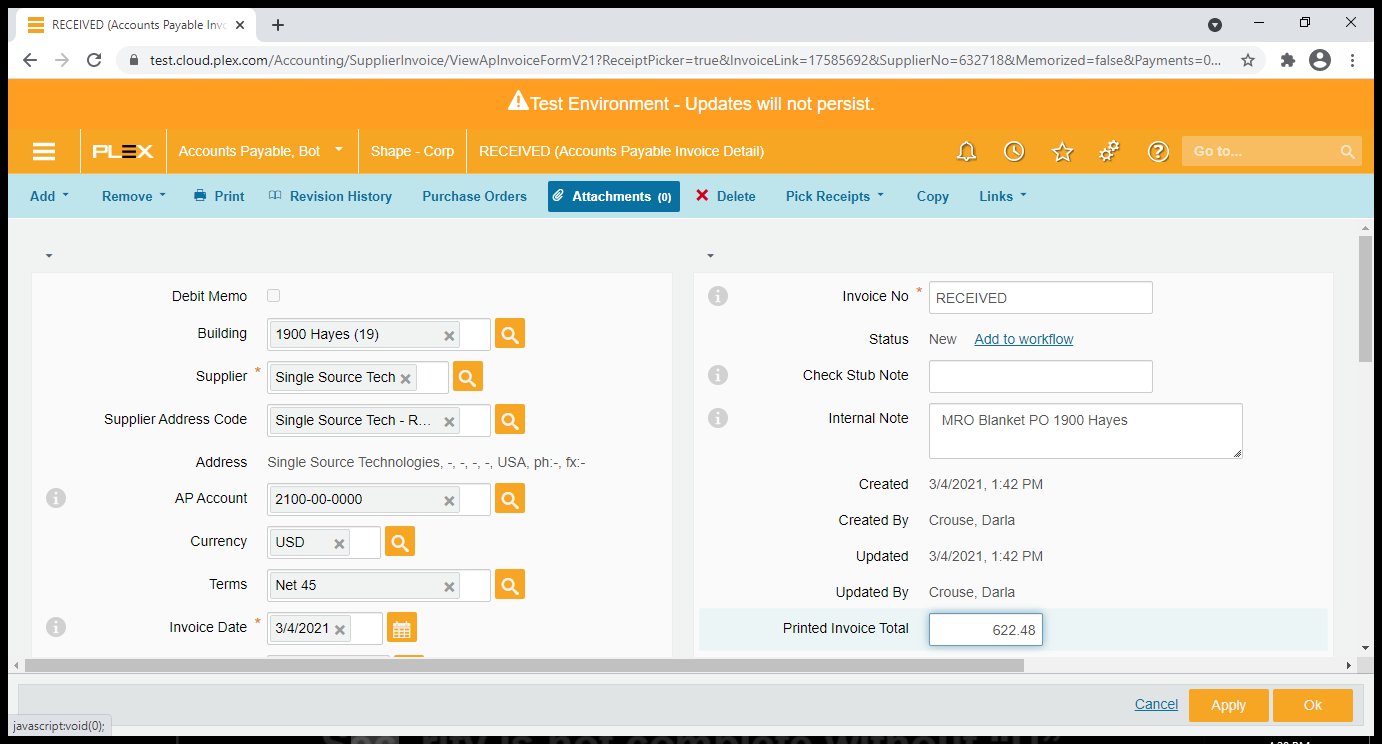 RECEIVED (Accounts Payable Invo
test.cloud.plex.com/Accounting/SupplierInvoice/ViewApInvoiceFormV21?ReceiptPicker=true&InvoiceLink=17585692&SupplierNo=632718&Memorized=false&Payments=0...
Test Environment - Updates will not persist.
PLEX Accounts Payable, Bot Shape - Corp RECEIVED (Accounts Payable Invoice Detail) Go to...
Add Remove Print Revision History Purchase Orders Attachments (0) Delete Pick Receipts Copy Links
Debit Memo
Building 1900 Hayes (19)
Supplier * Single Source Tech
Supplier Address Code Single Source Tech - R...
Address Single Source Technologies, -, -, -, -, USA, ph:-, fx:-
AP Account 2100-00-0000
Currency USD
Terms Net 45
Invoice Date * 3/4/2021
Invoice No * RECEIVED
Status New Add to workflow
Check Stub Note
Internal Note MRO Blanket PO 1900 Hayes
Created 3/4/2021, 1:42 PM
Created By Crouse, Darla
Updated 3/4/2021, 1:42 PM
Updated By Crouse, Darla
Printed Invoice Total 622.48
Cancel Apply Ok
javascript:void(0);
is not complete without "U"